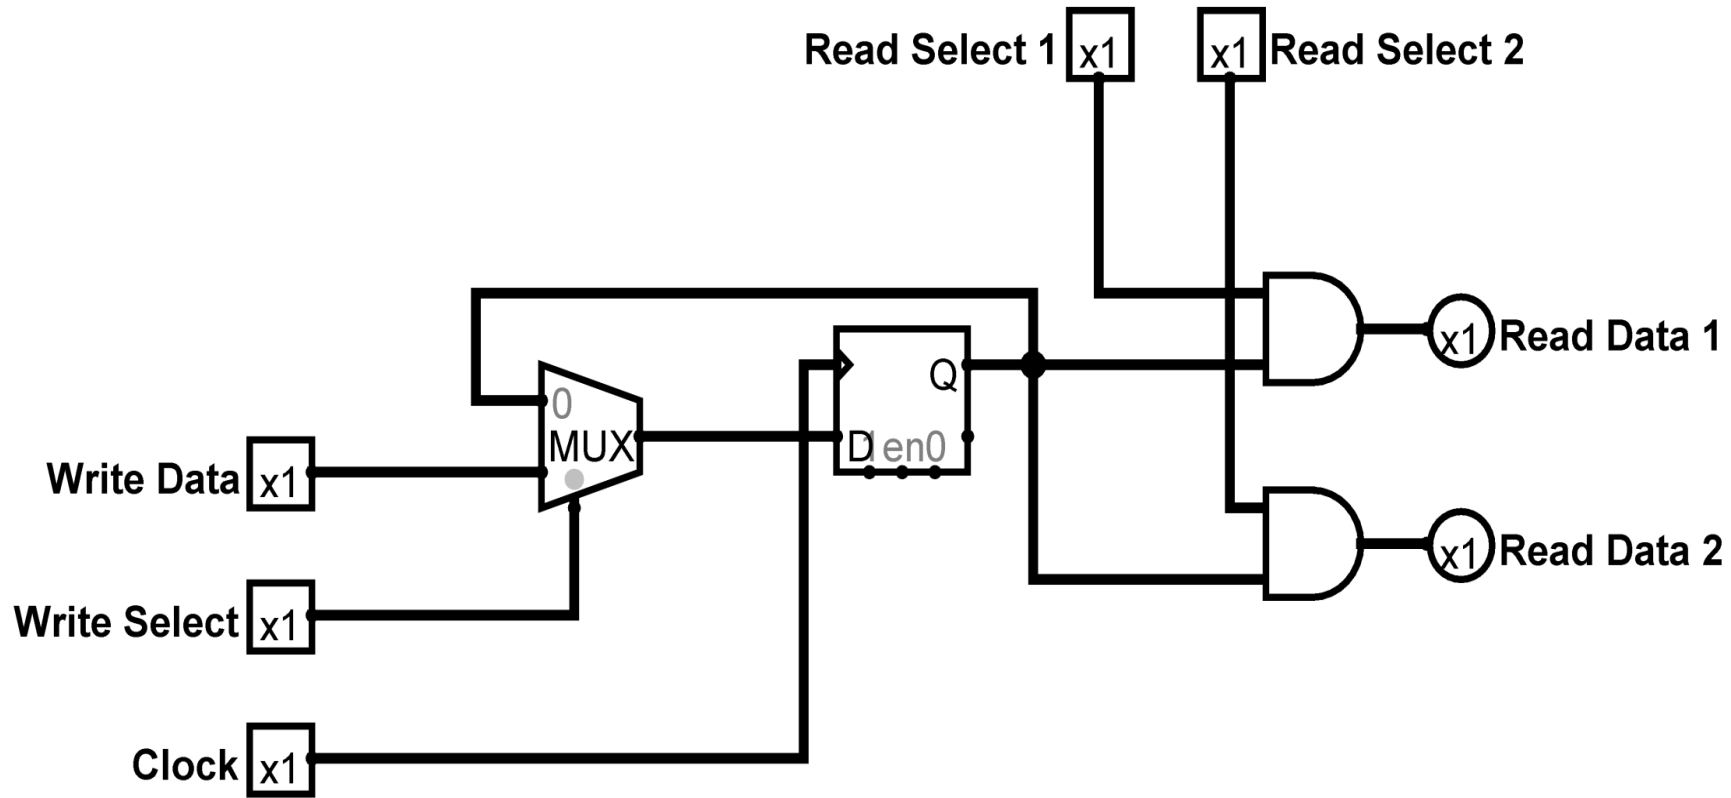 Read Select 1 x1 x1 Read Select 2
x1 Read Data 1
Q
0
MUX
D 1 en 0
Write Data x1
x1 Read Data 2
Write Select x1
Clock x1